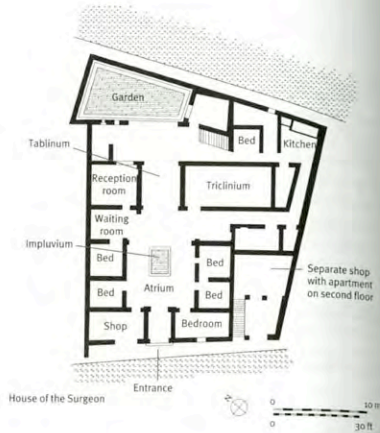 Garden
Tablinum
Bed
Kitchen
Reception
room
Triclinium
Waiting
room
Impluvium
Bed
Bed
Separate shop
with apartment
on second floor
Bed
Atrium
Bed
Shop
Bedroom
Entrance
House of the Surgeon
N
0
10 m
0
30 ft